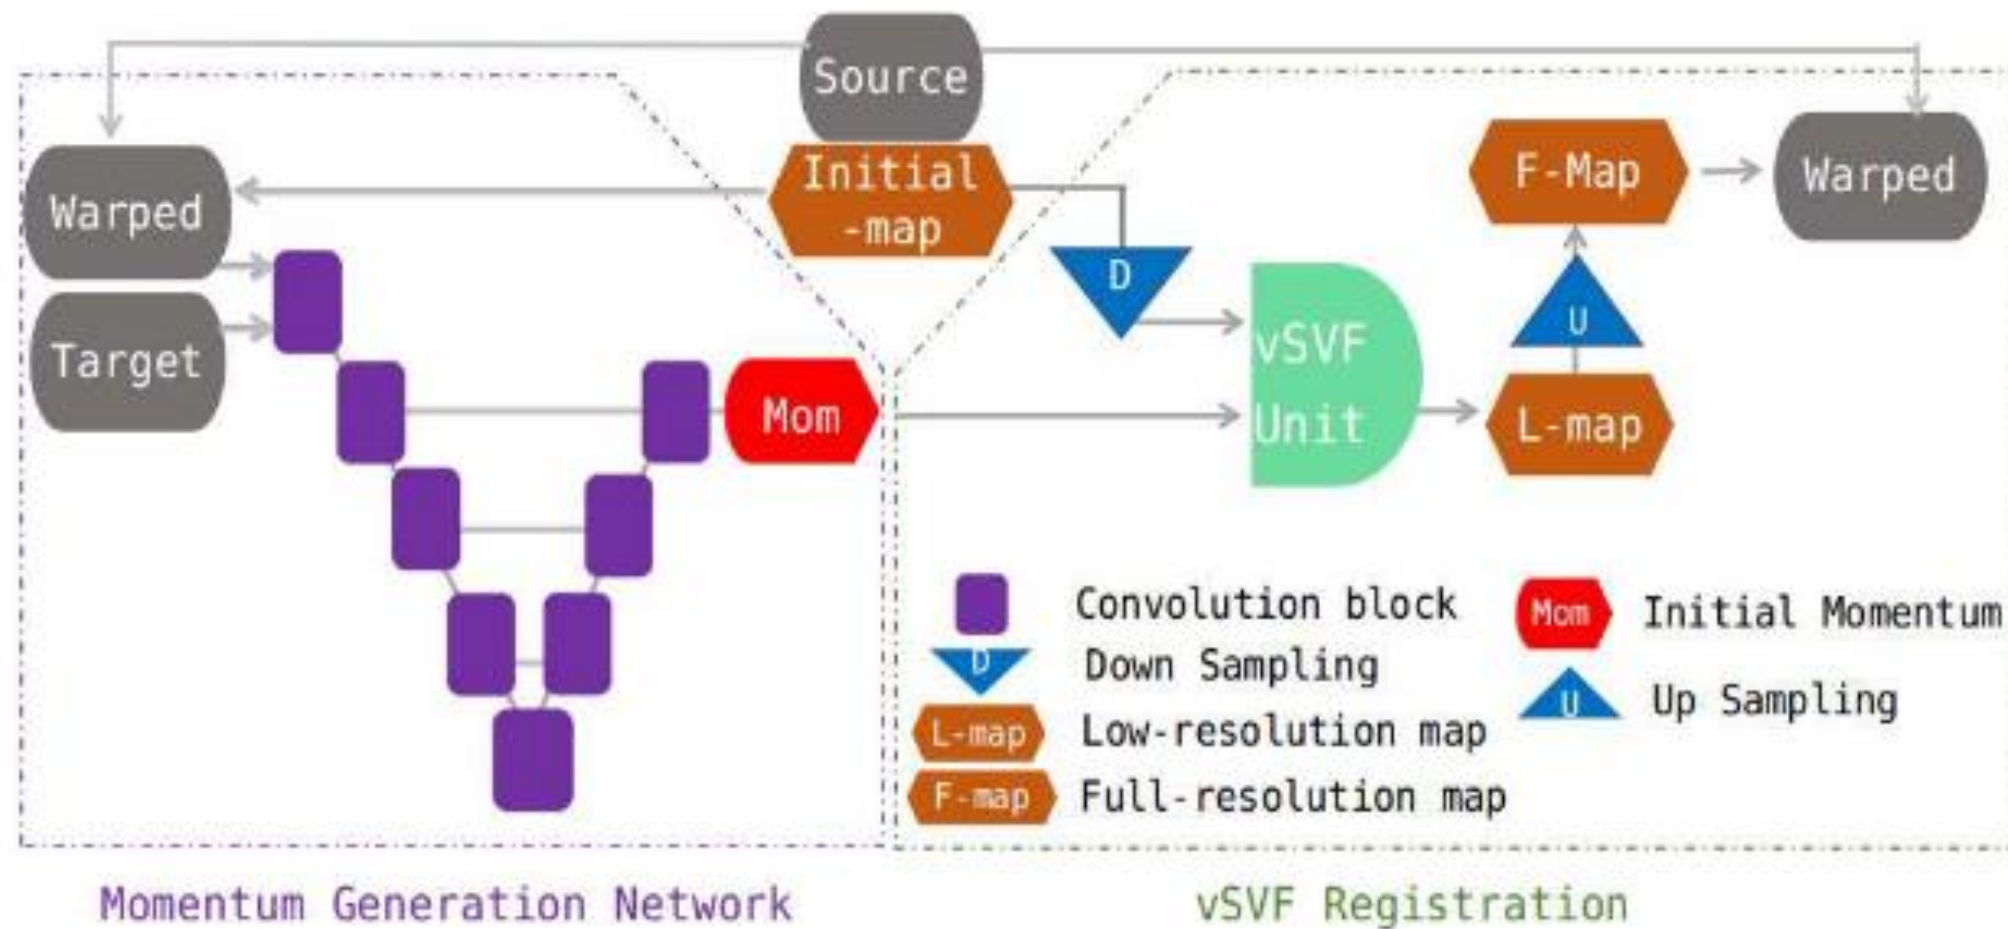 Source
Initial
-map
Warped
Target
Mom
D
vSVF
Unit
F-Map
U
L-map
Warped
Convolution block
D Down Sampling
L-map Low-resolution map
F-map Full-resolution map
Mom Initial Momentum
U Up Sampling
Momentum Generation Network
vSVF Registration